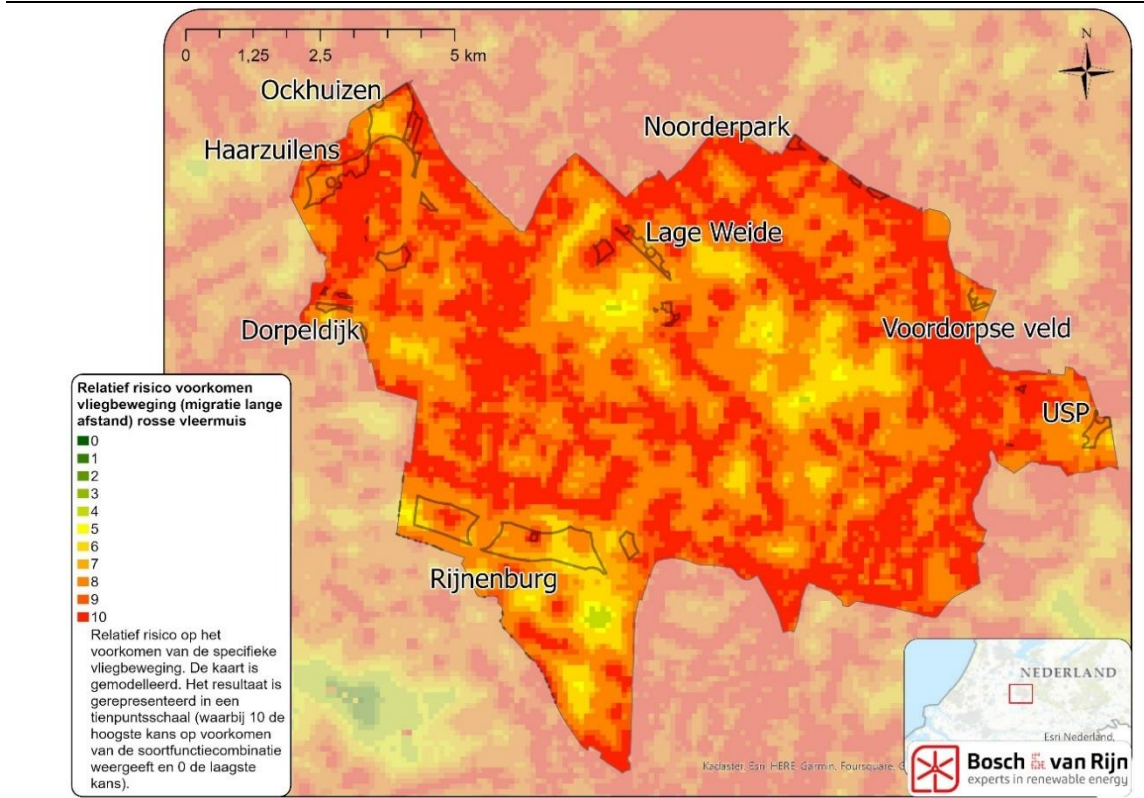 0 1,25 2,5 5 km
N
Ockhuizen
Haarzuilens
Noorderpark
Lage Weide
Dorpeldijk
Voordorpse veld
USP
Rijnenburg
Relatief risico voorkomen
vliegbeweging (migratie lange
afstand) rosse vleermuis
0
1
2
3
4
5
6
7
8
9
10
Relatief risico op het
voorkomen van de specifieke
vliegbeweging. De kaart is
gemodelleerd. Het resultaat is
gerepresenteerd in een
tienpuntsschaal (waarbij 10 de
hoogste kans op voorkomen
van de soortfunctiecombinatie
weergeeft en 0 de laagste
kans).
NEDERLAND
Esri Nederland,
Kadaster, Esri, HERE, Garmin, Foursquare, G
Bosch & van Rijn
experts in renewable energy